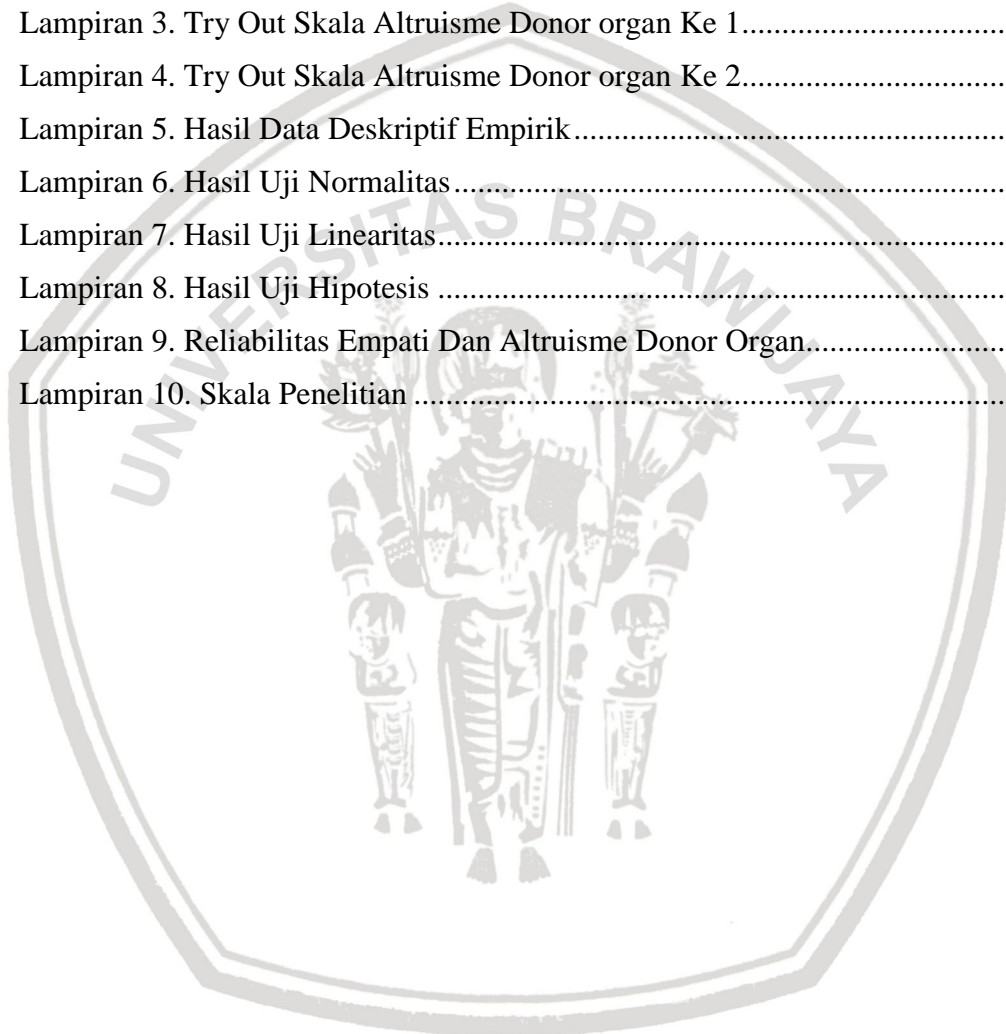 Lampiran 3. Try Out Skala Altruisme Donor organ Ke 1................................
Lampiran 4. Try Out Skala Altruisme Donor organ Ke 2................................
Lampiran 5. Hasil Data Deskriptif Empirik......................................................
Lampiran 6. Hasil Uji Normalitas.....................................................................
Lampiran 7. Hasil Uji Linearitas.......................................................................
Lampiran 8. Hasil Uji Hipotesis .......................................................................
Lampiran 9. Reliabilitas Empati Dan Altruisme Donor Organ........................
Lampiran 10. Skala Penelitian ..........................................................................
UNIVERSITAS BRAWIJAYA